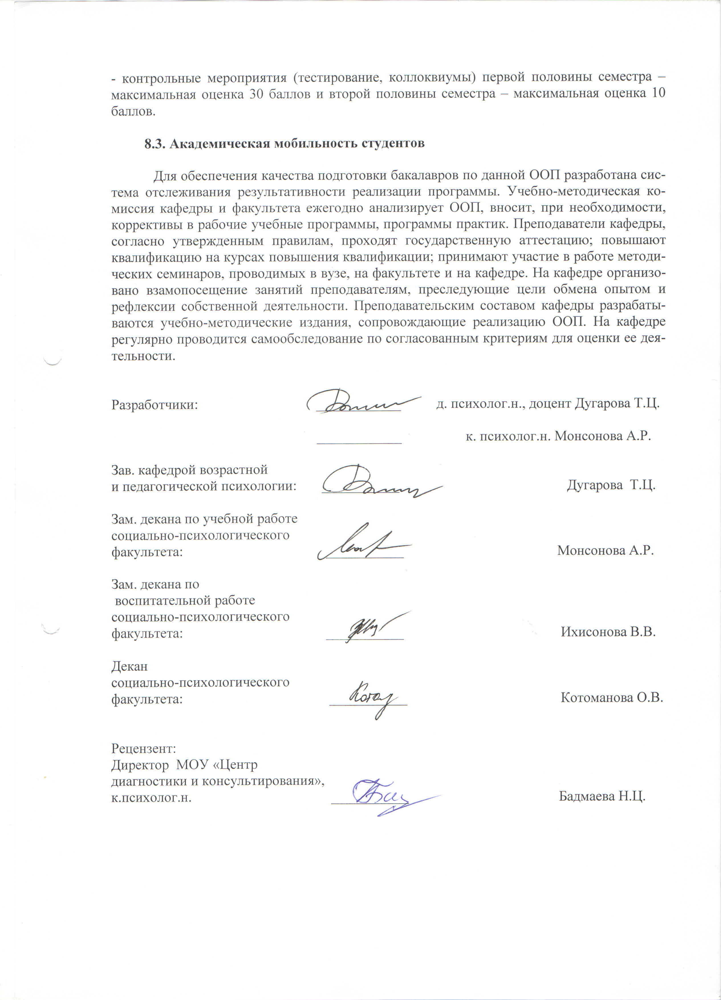 - контрольные мероприятия (тестирование, коллоквиумы) первой половины семестра –
максимальная оценка 30 баллов и второй половины семестра – максимальная оценка 10
баллов.
8.3. Академическая мобильность студентов
Для обеспечения качества подготовки бакалавров по данной ООП разработана сис-
тема отслеживания результативности реализации программы. Учебно-методическая ко-
миссия кафедры и факультета ежегодно анализирует ООП, вносит, при необходимости,
коррективы в рабочие учебные программы, программы практик. Преподаватели кафедры,
согласно утвержденным правилам, проходят государственную аттестацию; повышают
квалификацию на курсах повышения квалификации; принимают участие в работе методи-
ческих семинаров, проводимых в вузе, на факультете и на кафедре. На кафедре организо-
вано взамопосещение занятий преподавателям, преследующие цели обмена опытом и
рефлексии собственной деятельности. Преподавательским составом кафедры разрабаты-
ваются учебно-методические издания, сопровождающие реализацию ООП. На кафедре
регулярно проводится самообследование по согласованным критериям для оценки ее дея-
тельности.
Разработчики: д. психолог.н., доцент Дугарова Т.Ц.
к. психолог.н. Монсонова А.Р.
Зав. кафедрой возрастной
и педагогической психологии: Дугарова Т.Ц.
Зам. декана по учебной работе
социально-психологического
факультета: Монсонова А.Р.
Зам. декана по
воспитательной работе
социально-психологического
факультета: Ихисонова В.В.
Декан
социально-психологического
факультета: Котоманова О.В.
Рецензент:
Директор МОУ «Центр
диагностики и консультирования»,
к.психолог.н. Бадмаева Н.Ц.